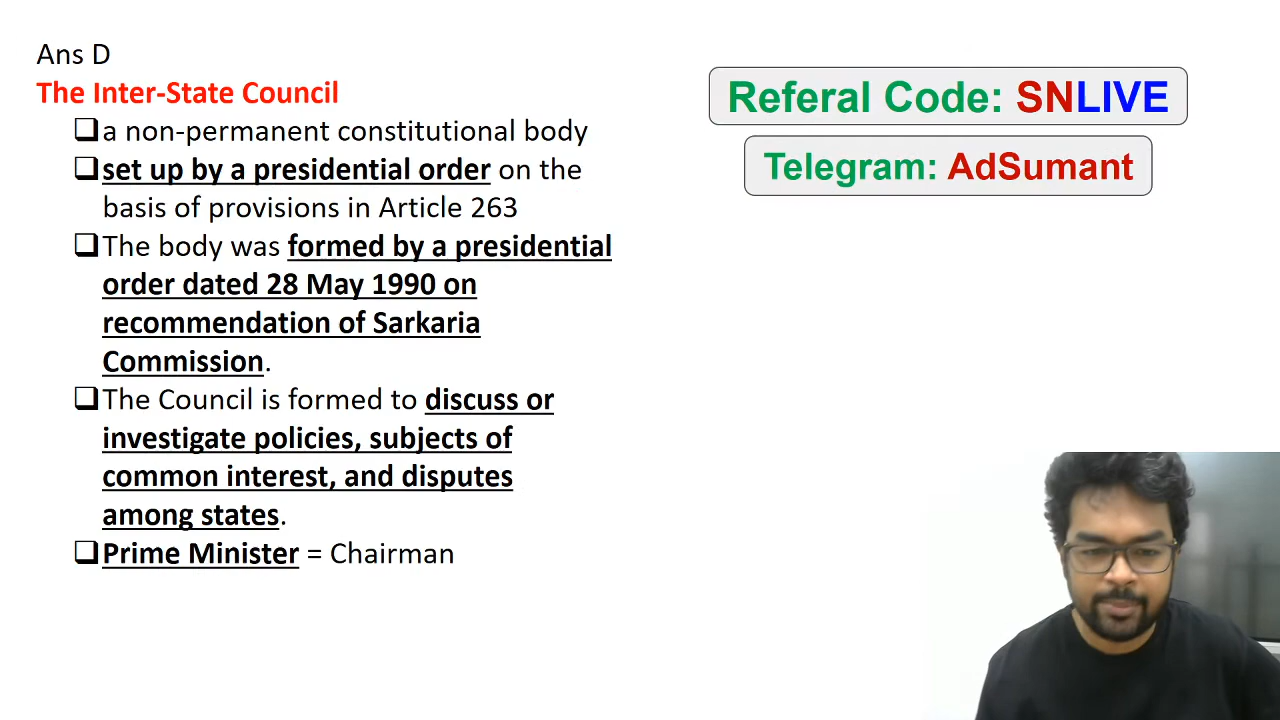 Ans D
The Inter-State Council
❑a non-permanent constitutional body
❑set up by a presidential order on the
basis of provisions in Article 263
❑The body was formed by a presidential
order dated 28 May 1990 on
recommendation of Sarkaria
Commission.
❑The Council is formed to discuss or
investigate policies, subjects of
common interest, and disputes
among states.
❑Prime Minister = Chairman
Referal Code: SNLIVE
Telegram: AdSumant